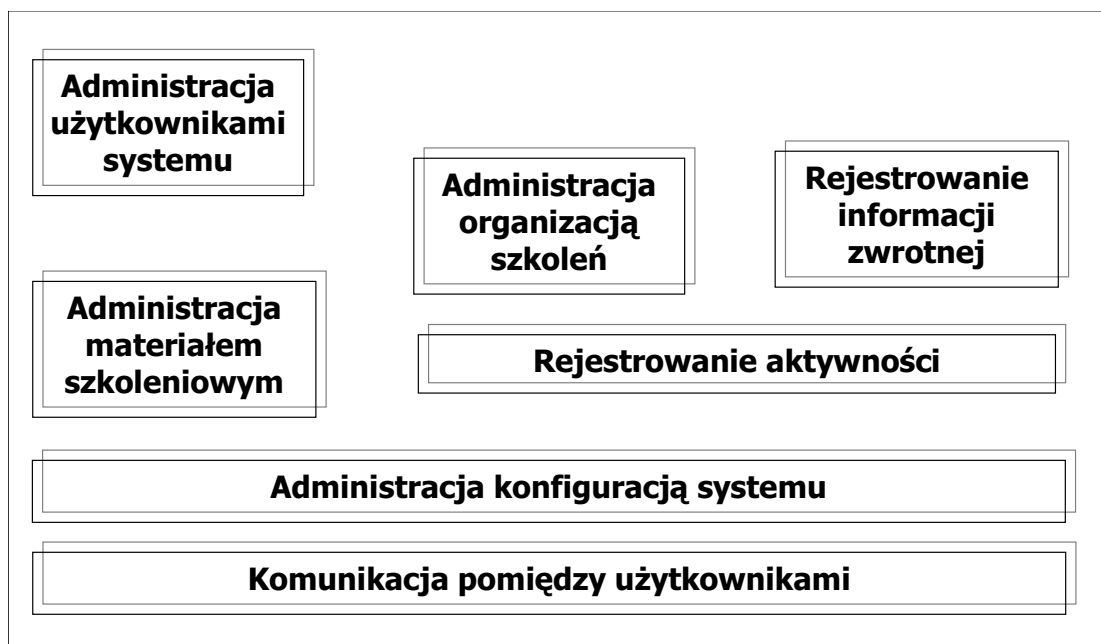 Administracja
użytkownikami
systemu
Administracja
organizacją
szkoleń
Rejestrowanie
informacji
zwrotnej
Administracja
materiałem
szkoleniowym
Rejestrowanie aktywności
Administracja konfiguracją systemu
Komunikacja pomiędzy użytkownikami